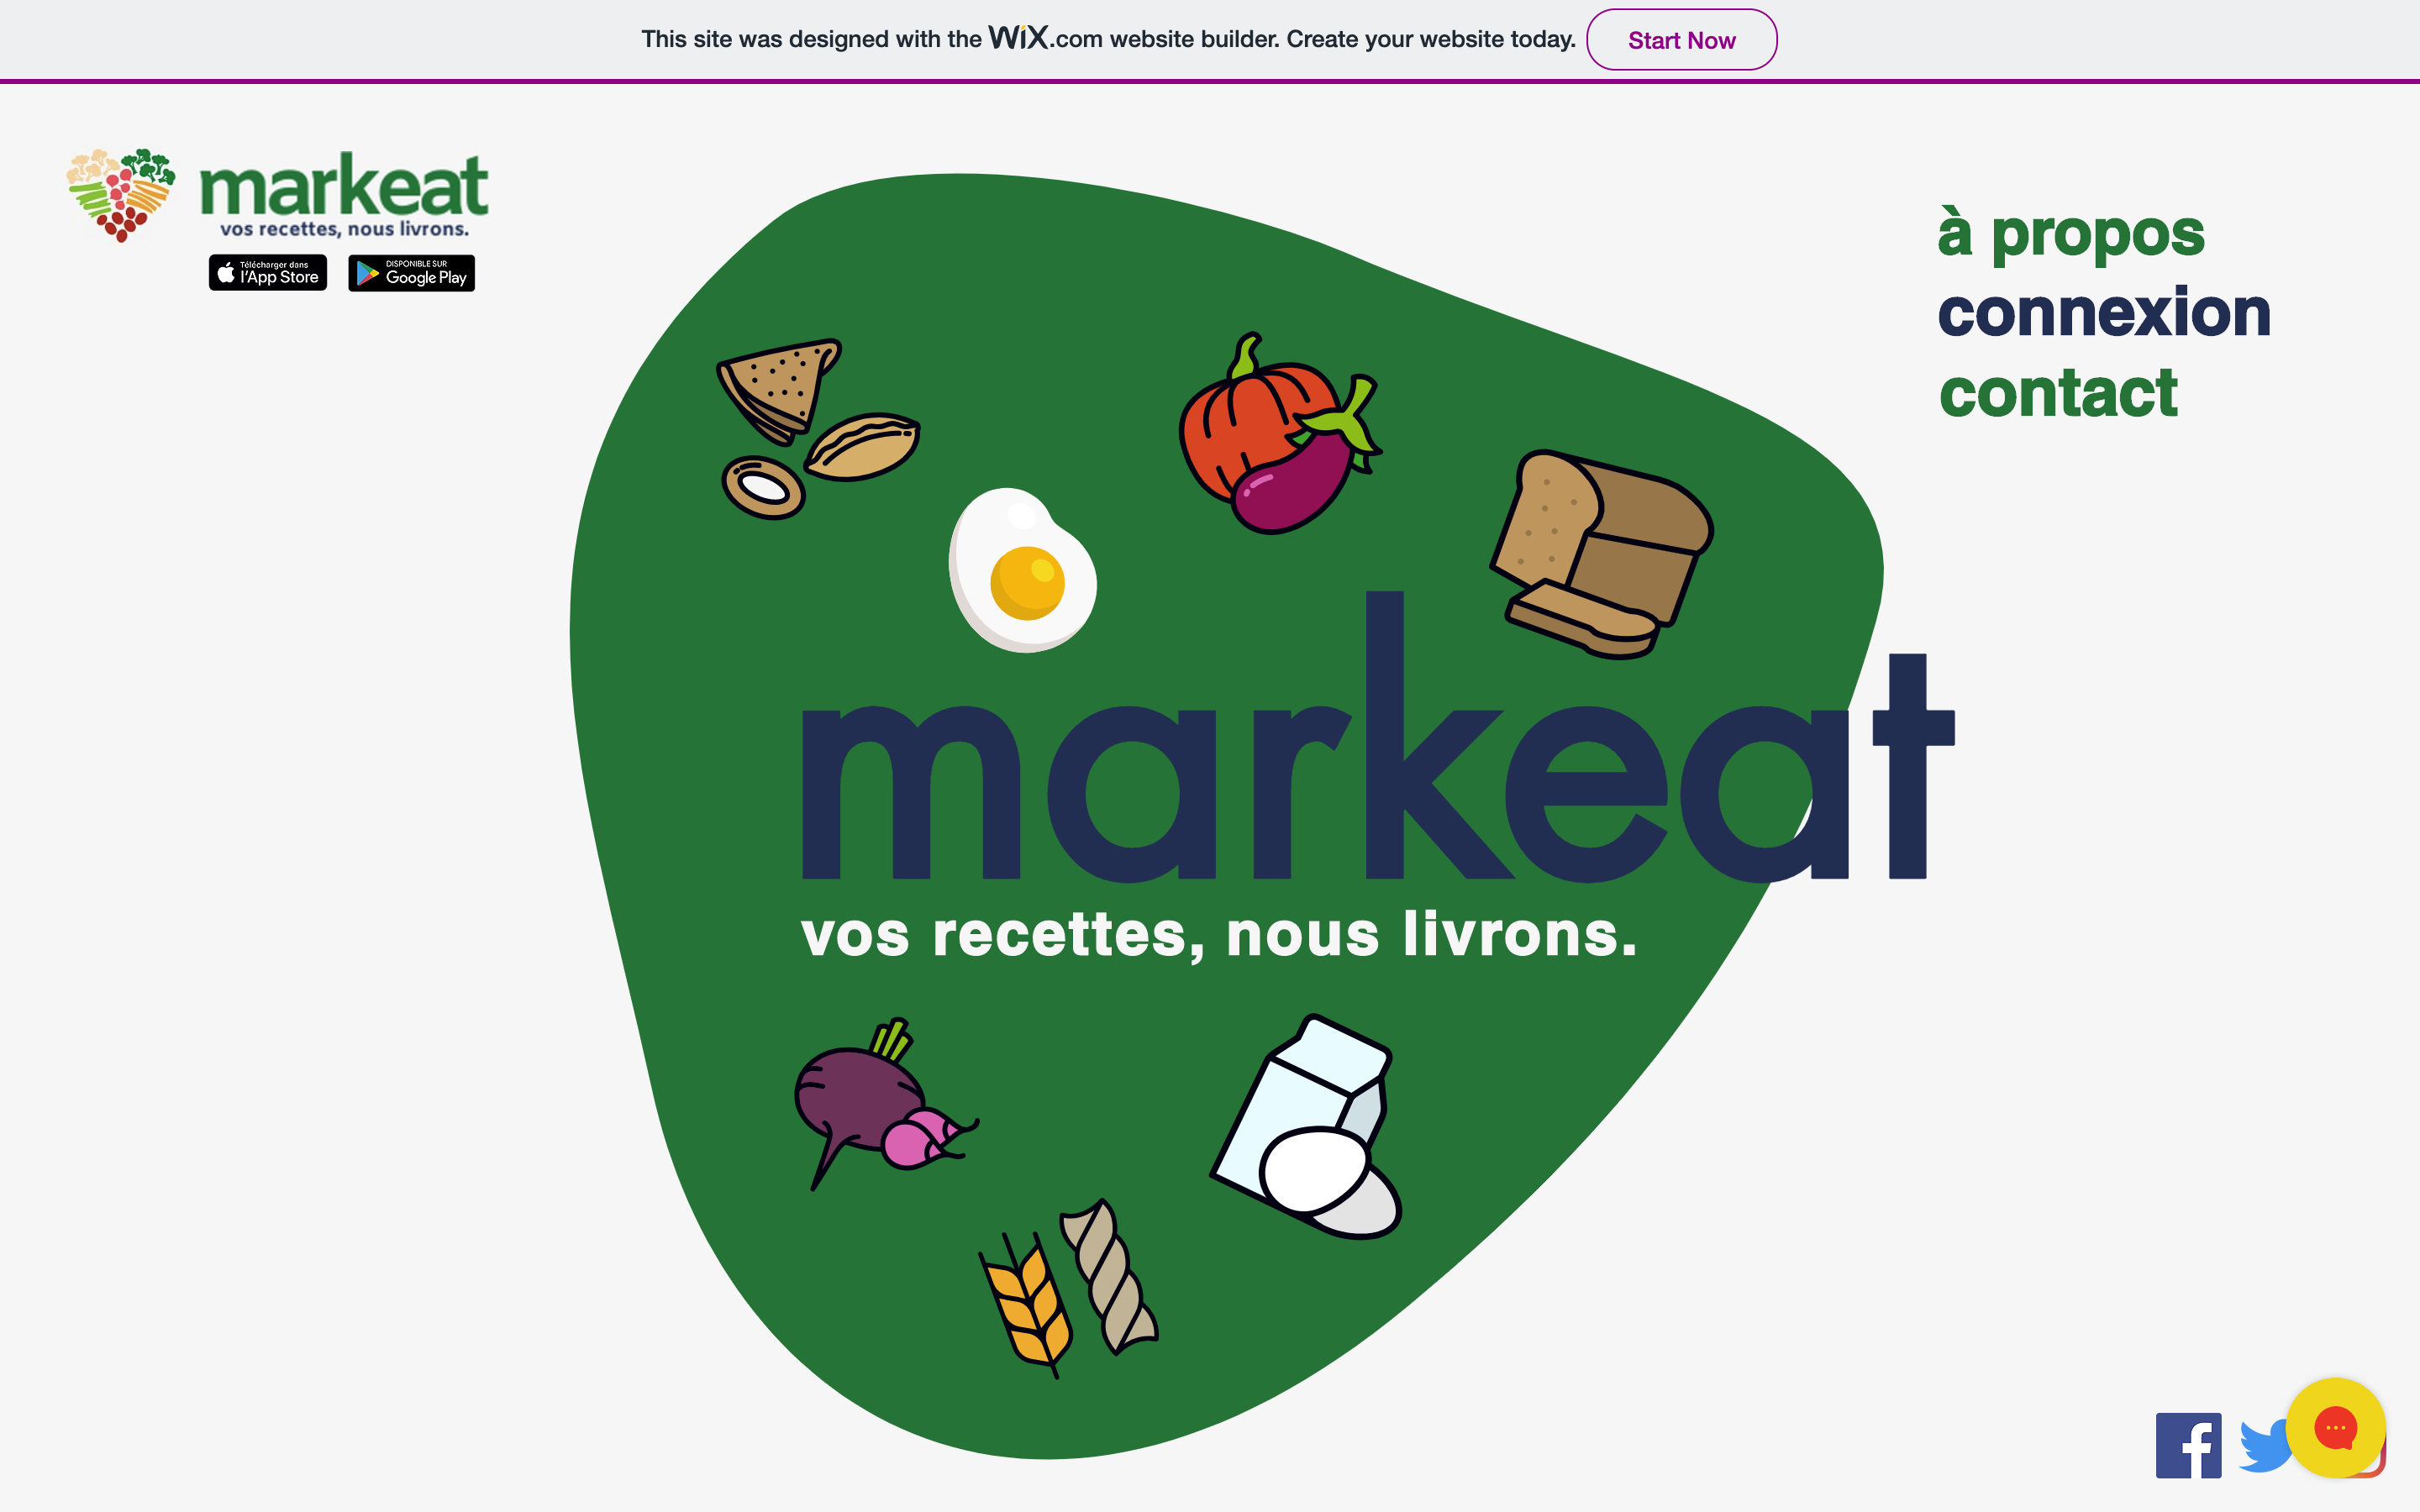 This site was designed with the WiX.com website builder. Create your website today. Start Now
markeat
vos recettes, nous livrons.
Télécharger dans
l'App Store
DISPONIBLE SUR
Google Play
à propos
connexion
contact
markeat
vos recettes, nous livrons.